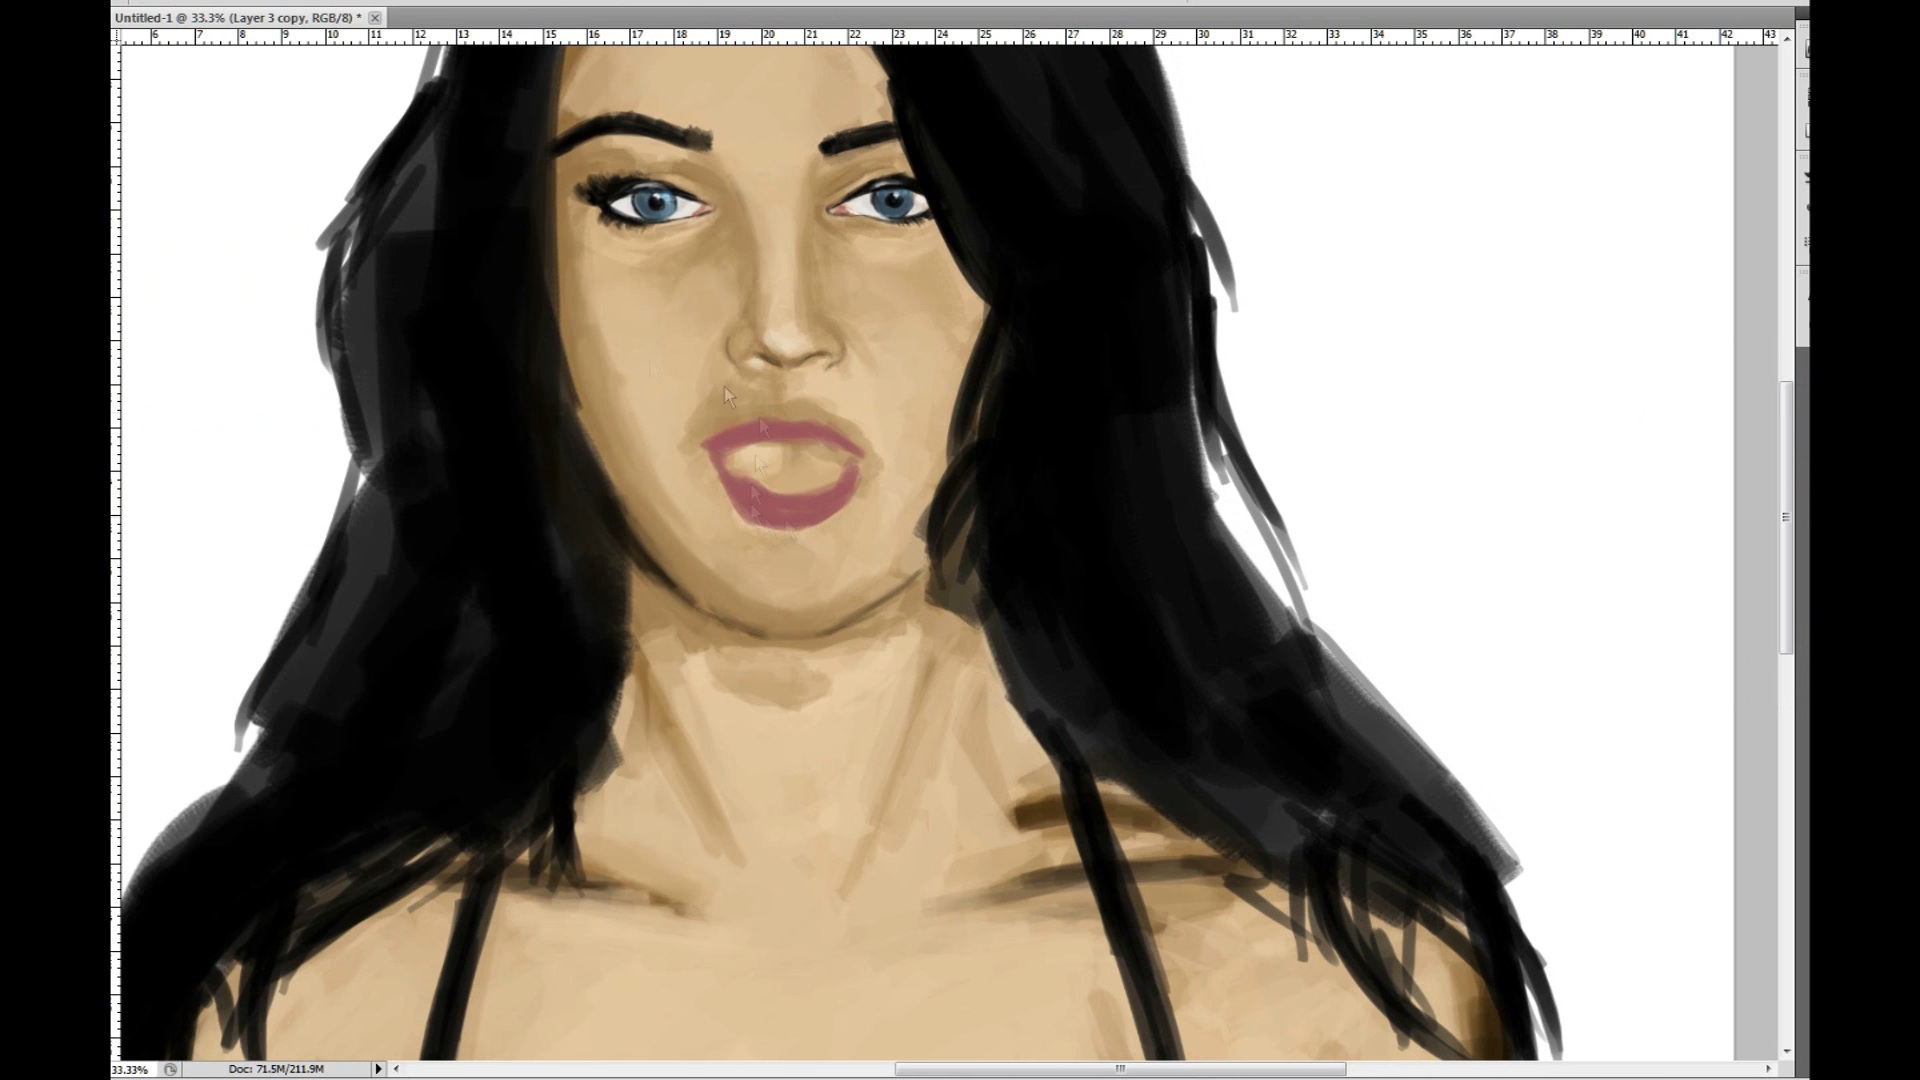 Untitled-1 @ 33.3% (Layer 3 copy, RGB/8) *
6 7 8 9 10 11 12 13 14 15 16 17 18 19 20 21 22 23 24 25 26 27 28 29 30 31 32 33 34 35 36 37 38 39 40 41 42 43
33.33% Doc: 71.5M/211.9M